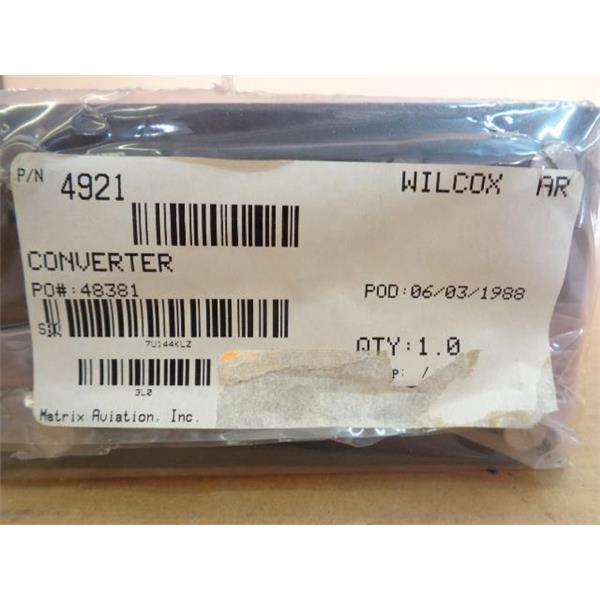 P/N 4921 WILCOX AR
CONVERTER
PO#:48381 POD:06/03/1988
S
7U144KLZ
QTY:1.0
P: /
3L0
Matrix Aviation, Inc.